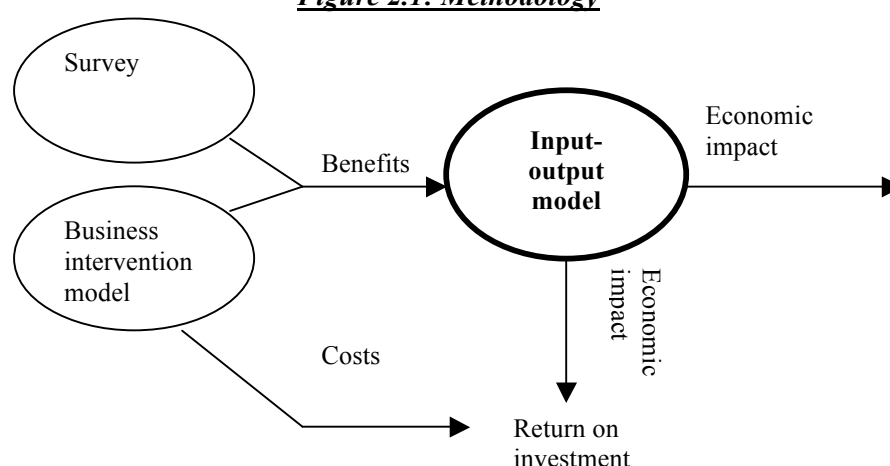 Figure 2.1: Methodology
Survey
Benefits
Input-
output
model
Economic
impact
Business
intervention
model
Economic
impact
Costs
Return on
investment